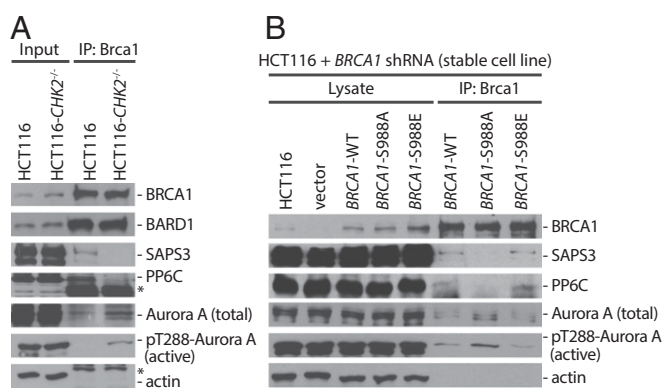 A
Input
IP: Brca1
HCT116
HCT116-CHK2-/-
HCT116
HCT116-CHK2-/-
- BRCA1
- BARD1
- SAPS3
- PP6C
*
- Aurora A (total)
- pT288-Aurora A
(active)
*
- actin
B
HCT116 + BRCA1 shRNA (stable cell line)
Lysate
IP: Brca1
HCT116
vector
BRCA1-WT
BRCA1-S988A
BRCA1-S988E
BRCA1-WT
BRCA1-S988A
BRCA1-S988E
- BRCA1
- SAPS3
- PP6C
- Aurora A (total)
- pT288-Aurora A
(active)
- actin